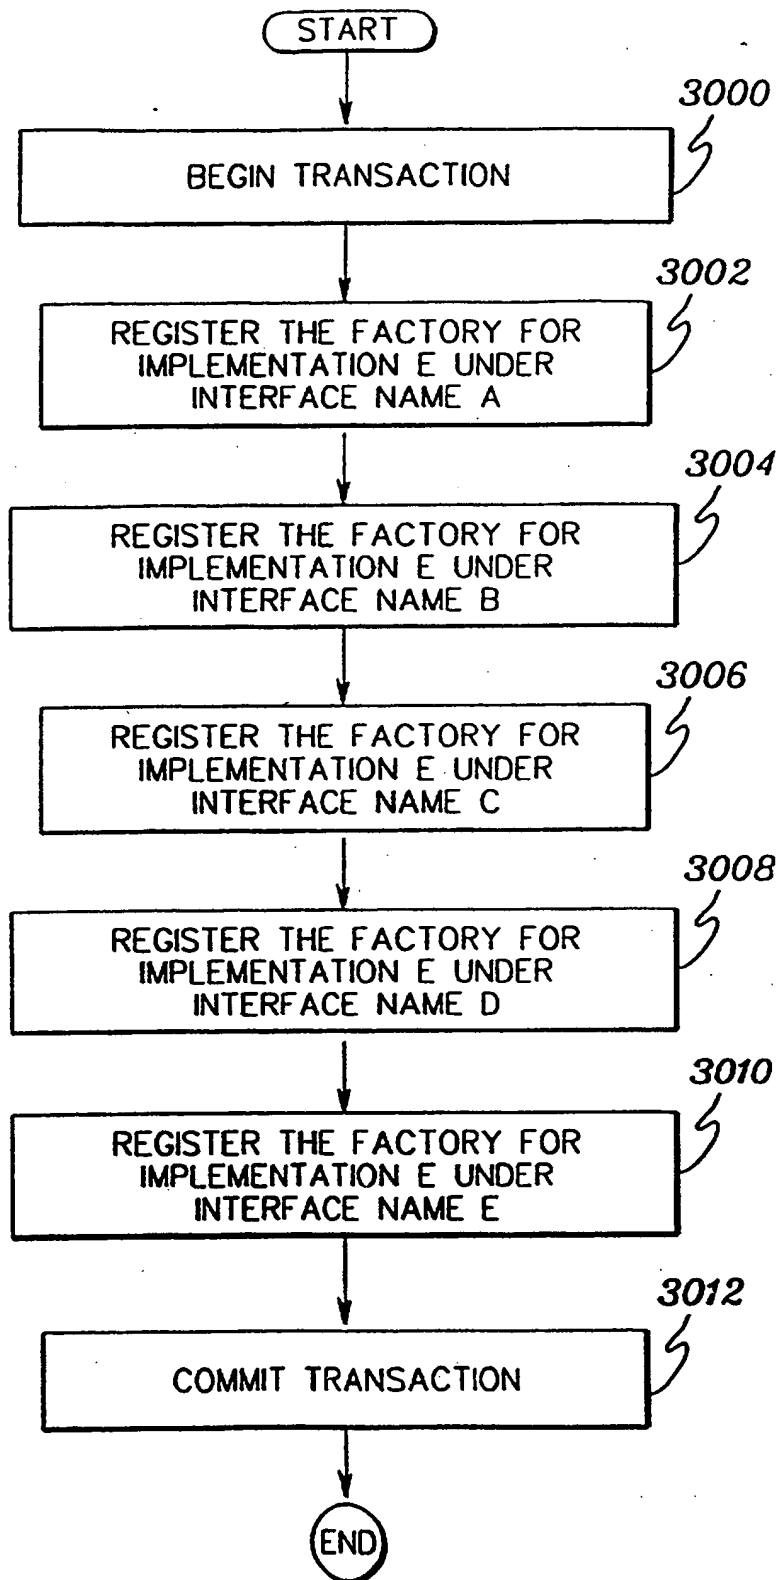 START
3000
BEGIN TRANSACTION
3002
REGISTER THE FACTORY FOR
IMPLEMENTATION E UNDER
INTERFACE NAME A
3004
REGISTER THE FACTORY FOR
IMPLEMENTATION E UNDER
INTERFACE NAME B
3006
REGISTER THE FACTORY FOR
IMPLEMENTATION E UNDER
INTERFACE NAME C
3008
REGISTER THE FACTORY FOR
IMPLEMENTATION E UNDER
INTERFACE NAME D
3010
REGISTER THE FACTORY FOR
IMPLEMENTATION E UNDER
INTERFACE NAME E
3012
COMMIT TRANSACTION
END